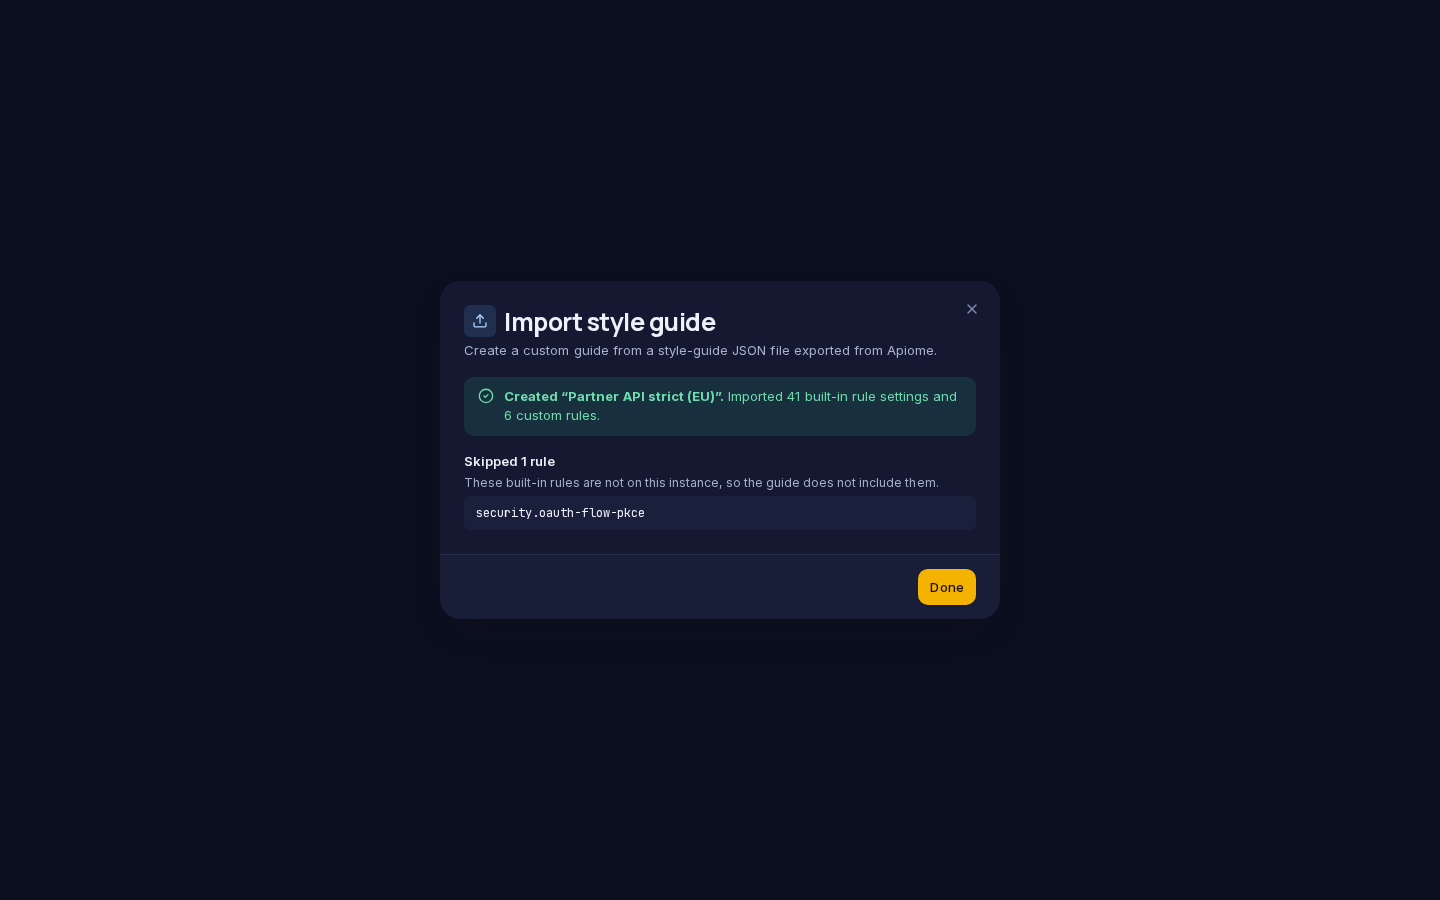 Import style guide
Create a custom guide from a style-guide JSON file exported from Apiome.
Created “Partner API strict (EU)”. Imported 41 built-in rule settings and
6 custom rules.
Skipped 1 rule
These built-in rules are not on this instance, so the guide does not include them.
security.oauth-flow-pkce
Done